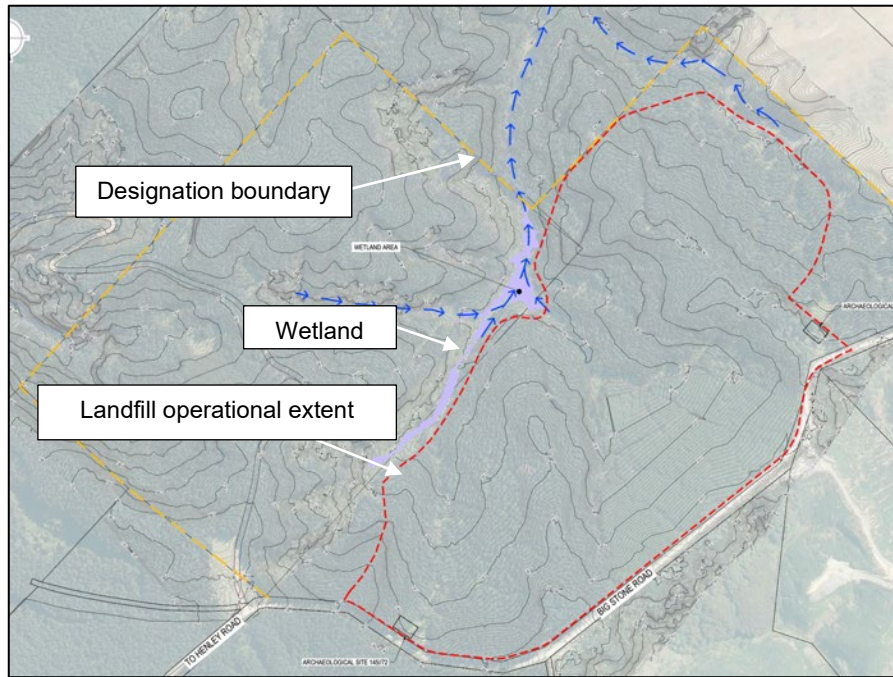 Designation boundary
WETLAND AREA
Wetland
ARCHAEOLOGICAL
Landfill operational extent
BIG STONE ROAD
TO HENLEY ROAD
ARCHAEOLOGICAL SITE 145/72